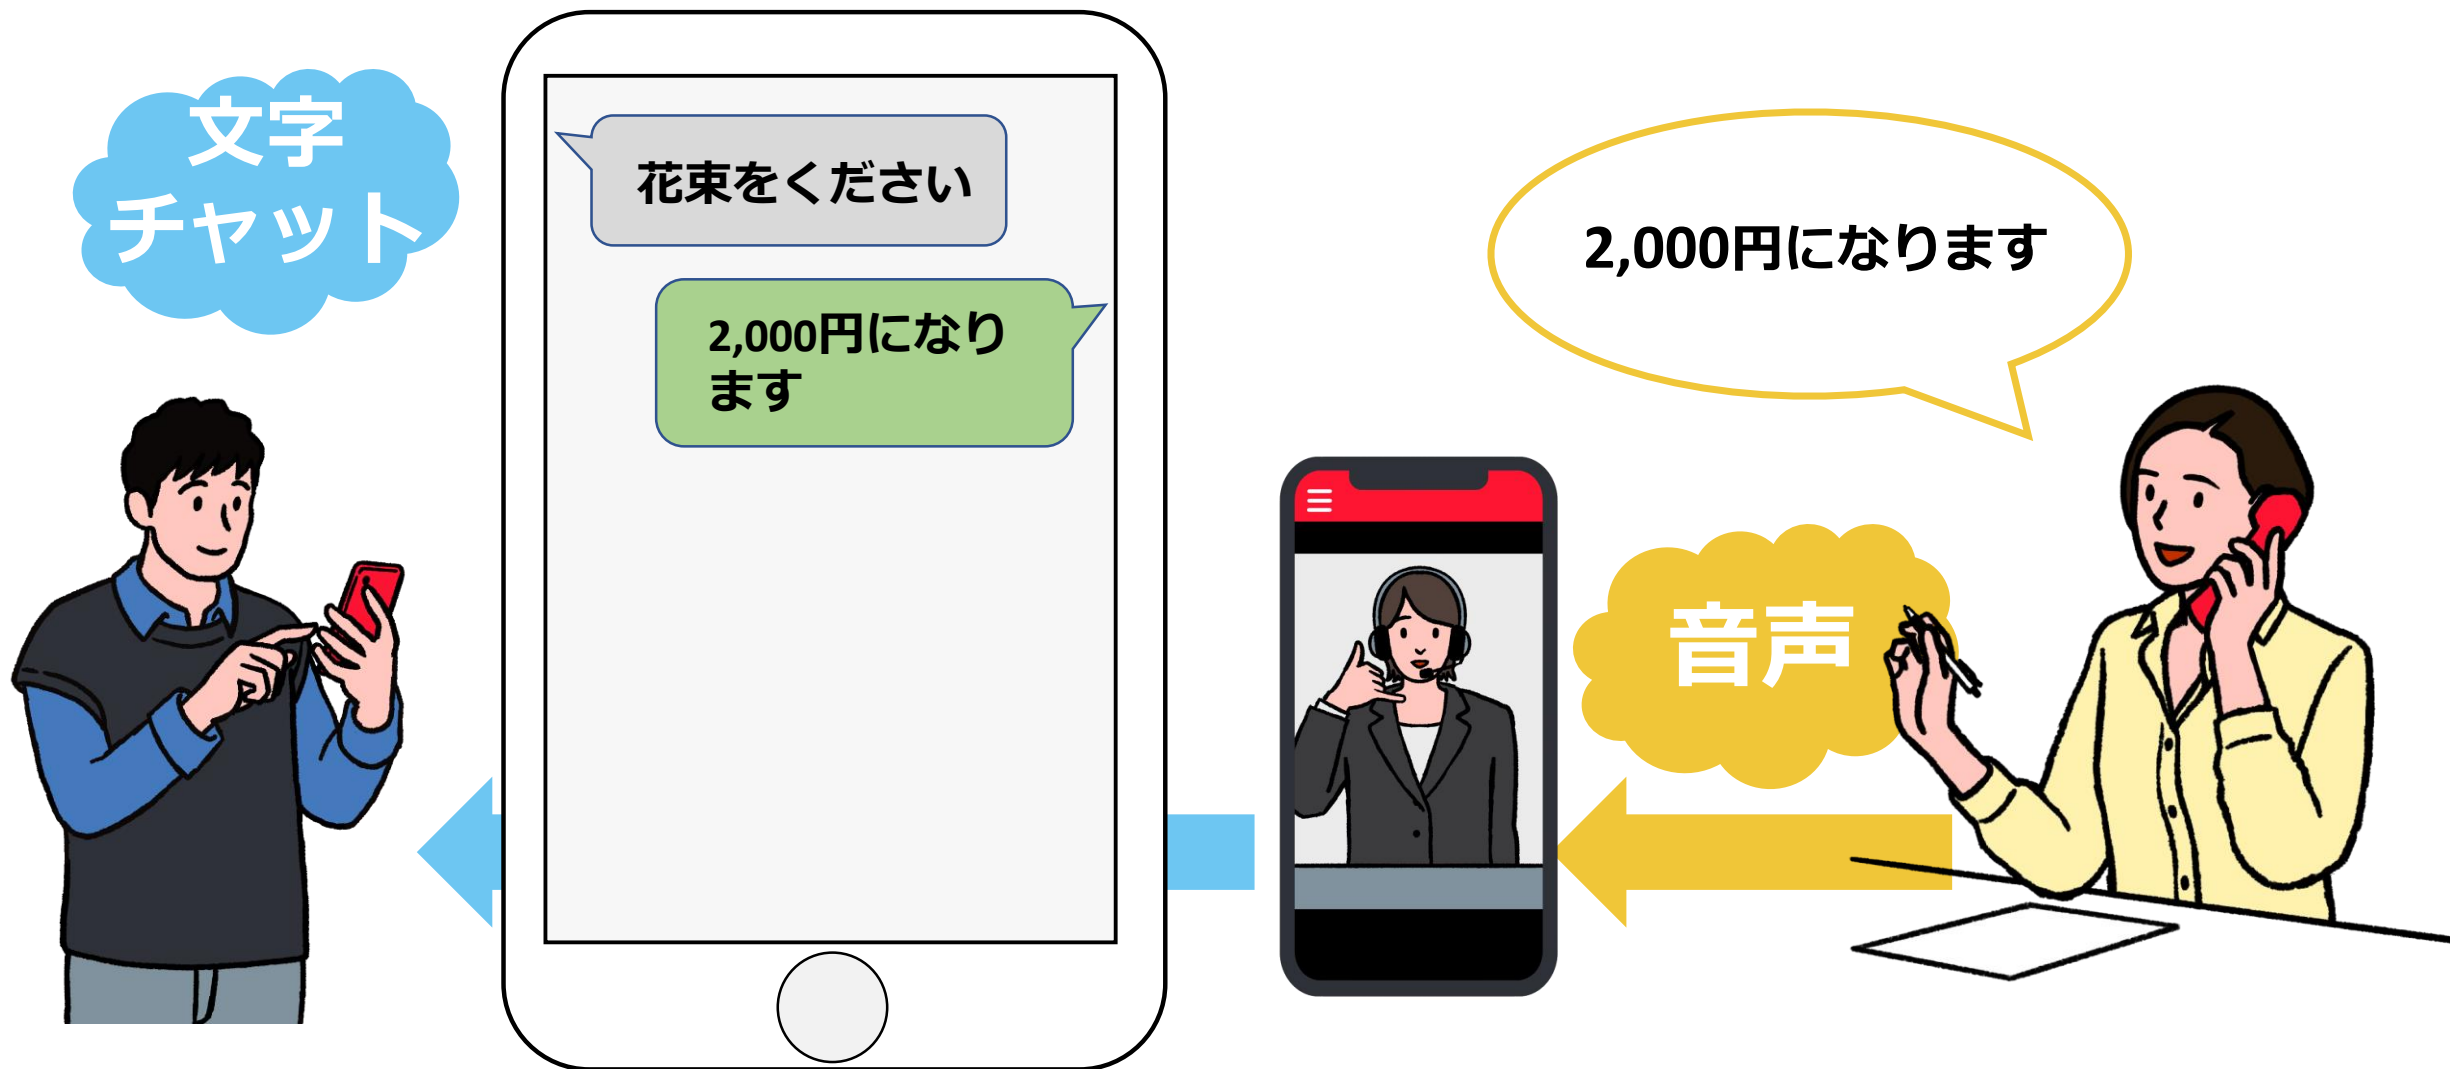 文字
チャット
花束をください
2,000円になり
ます
2,000円になります
音声